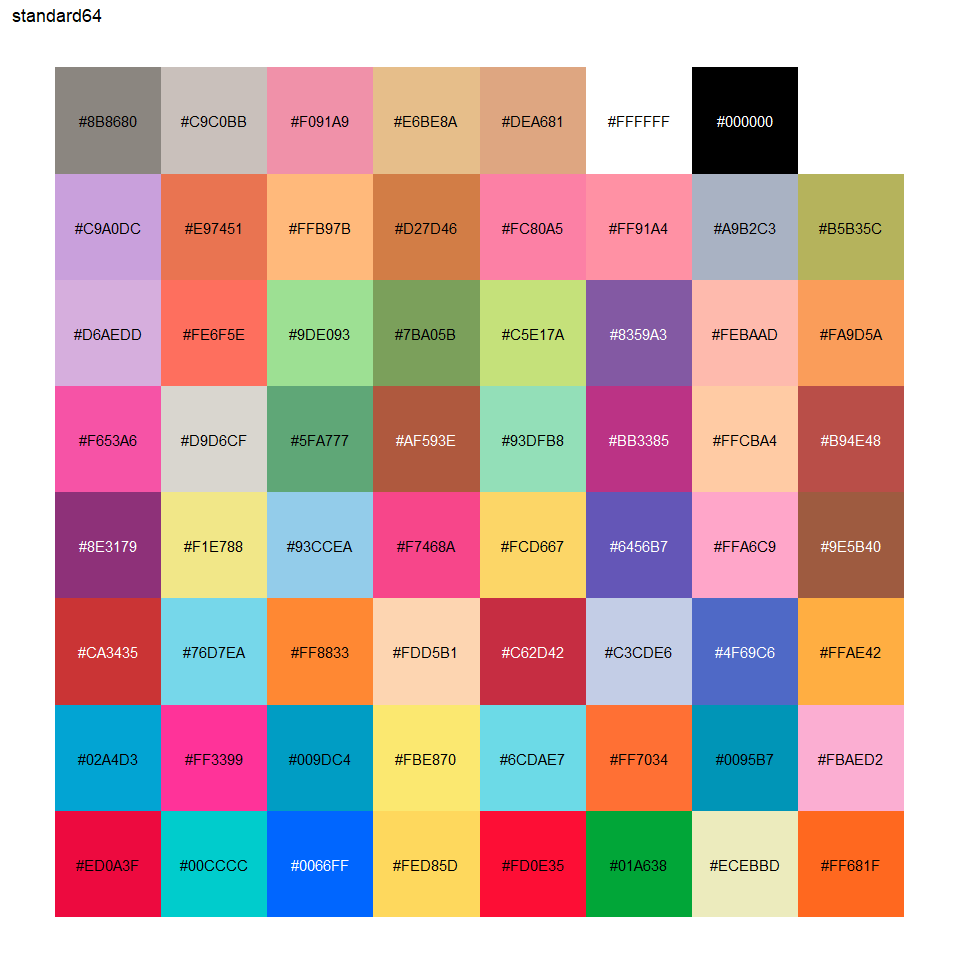 standard64
#8B8680 #C9C0BB #F091A9 #E6BE8A #DEA681 #FFFFFF #000000
#C9A0DC #E97451 #FFB97B #D27D46 #FC80A5 #FF91A4 #A9B2C3 #B5B35C
#D6AEDD #FE6F5E #9DE093 #7BA05B #C5E17A #8359A3 #FEBAAD #FA9D5A
#F653A6 #D9D6CF #5FA777 #AF593E #93DFB8 #BB3385 #FFCBA4 #B94E48
#8E3179 #F1E788 #93CCEA #F7468A #FCD667 #6456B7 #FFA6C9 #9E5B40
#CA3435 #76D7EA #FF8833 #FDD5B1 #C62D42 #C3CDE6 #4F69C6 #FFAE42
#02A4D3 #FF3399 #009DC4 #FBE870 #6CDAE7 #FF7034 #0095B7 #FBAED2
#ED0A3F #00CCCC #0066FF #FED85D #FD0E35 #01A638 #ECEBBD #FF681F